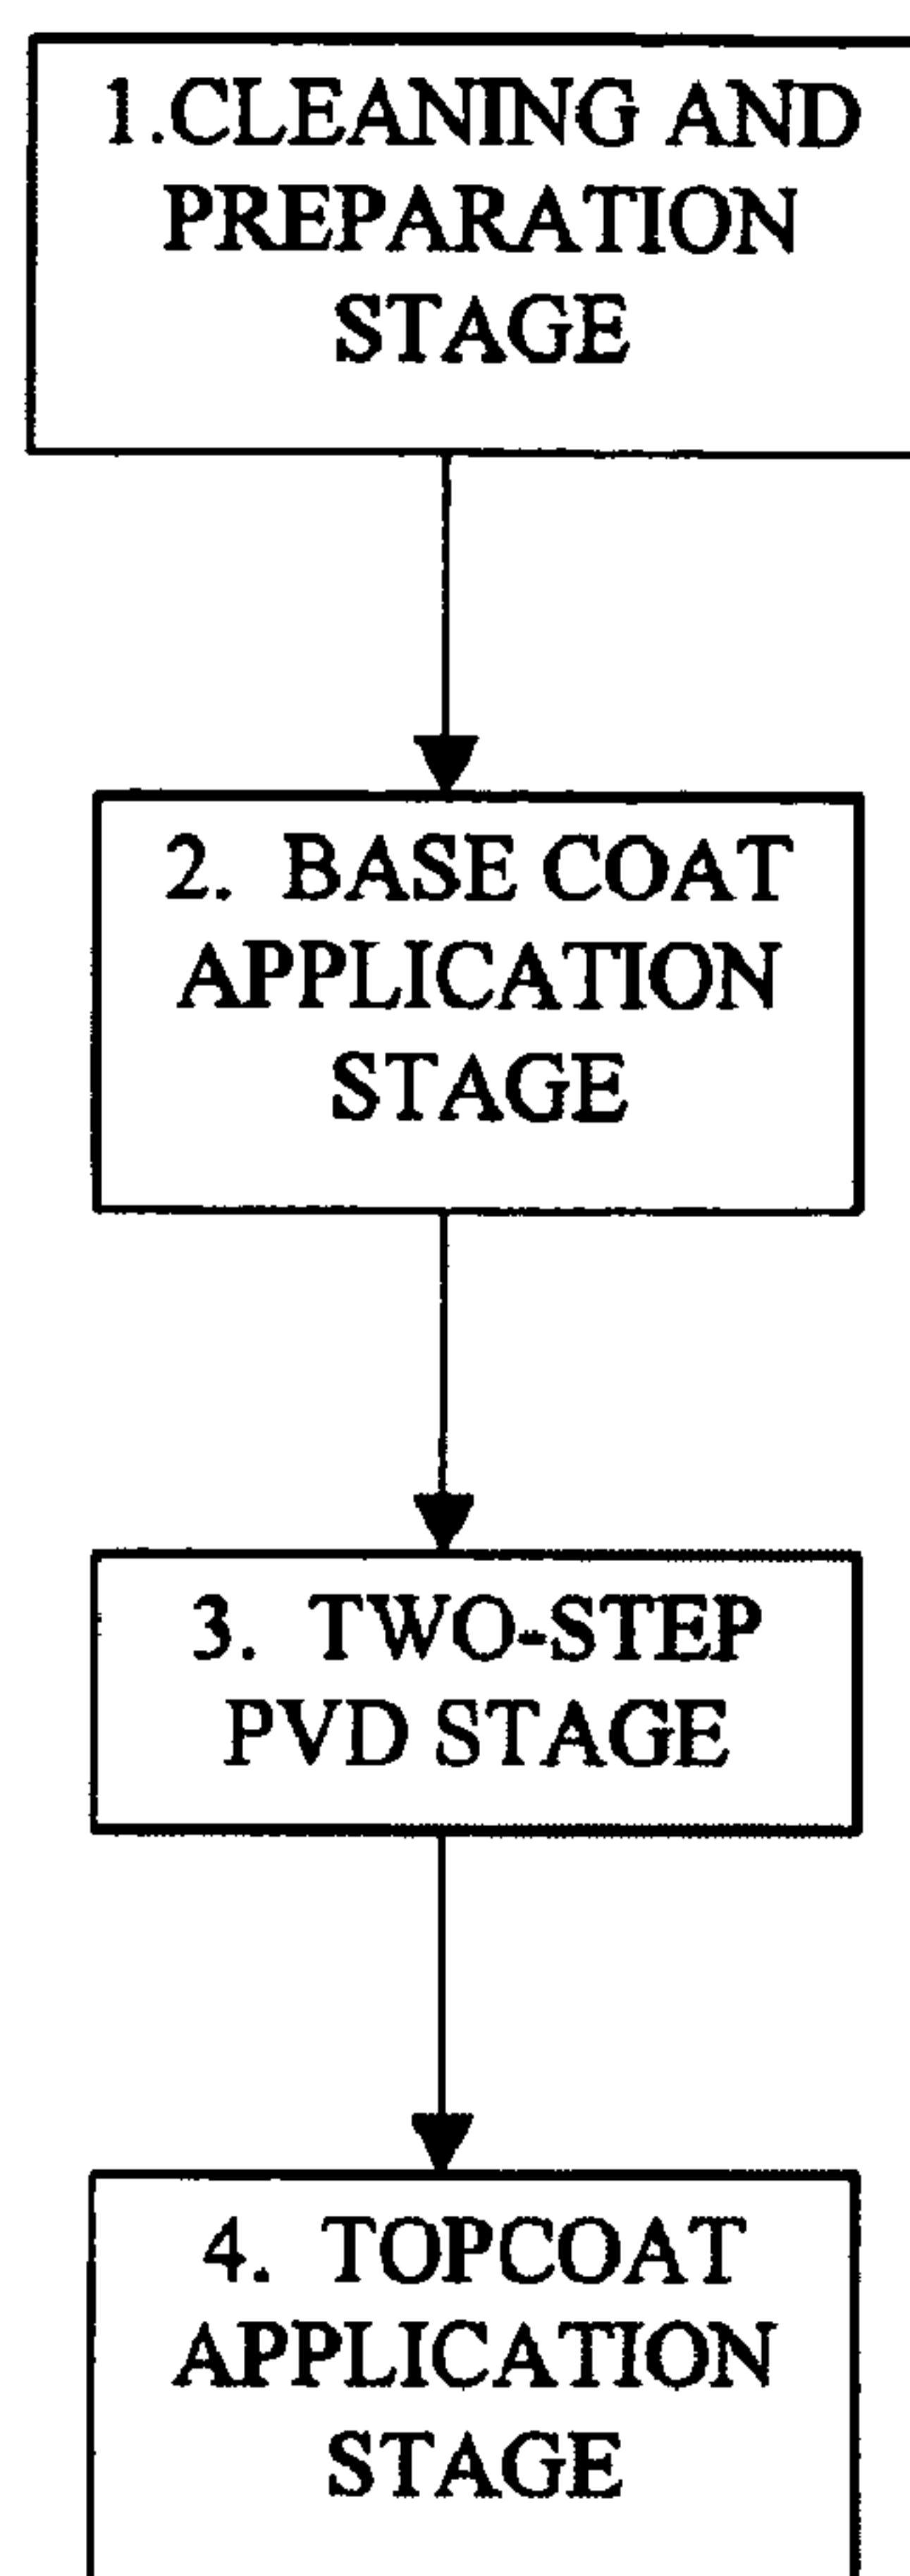 1.CLEANING AND
PREPARATION
STAGE
2. BASE COAT
APPLICATION
STAGE
3. TWO-STEP
PVD STAGE
4. TOPCOAT
APPLICATION
STAGE